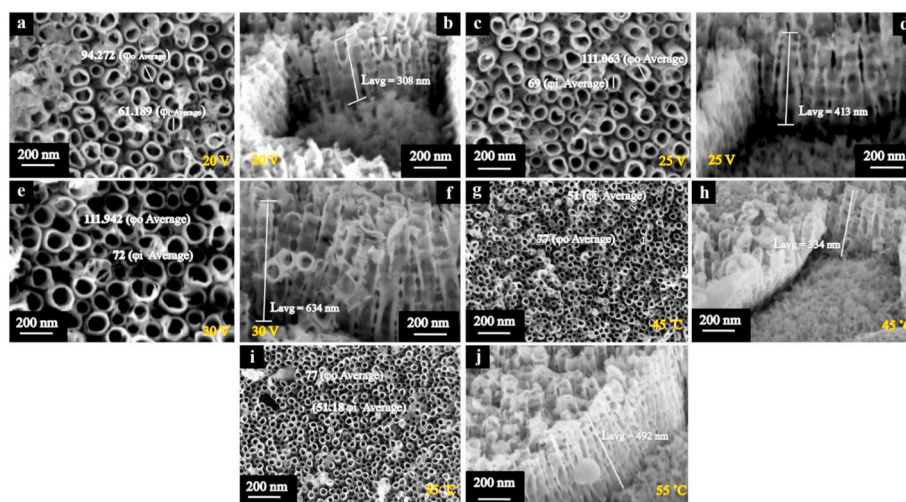 a
94.272 (φo Average)
61.189 (φi Average)
200 nm
20 V
b
Lavg = 308 nm
20 V
200 nm
c
111.063 (φo Average)
69 (φi Average)
200 nm
25 V
d
Lavg = 413 nm
25 V
200 nm
e
111.942 (φo Average)
72 (φi Average)
200 nm
30 V
f
Lavg = 634 nm
30 V
200 nm
g
51 (φi Average)
77 (φo Average)
200 nm
45 °C
h
Lavg = 334 nm
200 nm
45 °C
i
77 (φo Average)
(51.18 φi Average)
200 nm
55 °C
j
Lavg = 492 nm
200 nm
55 °C